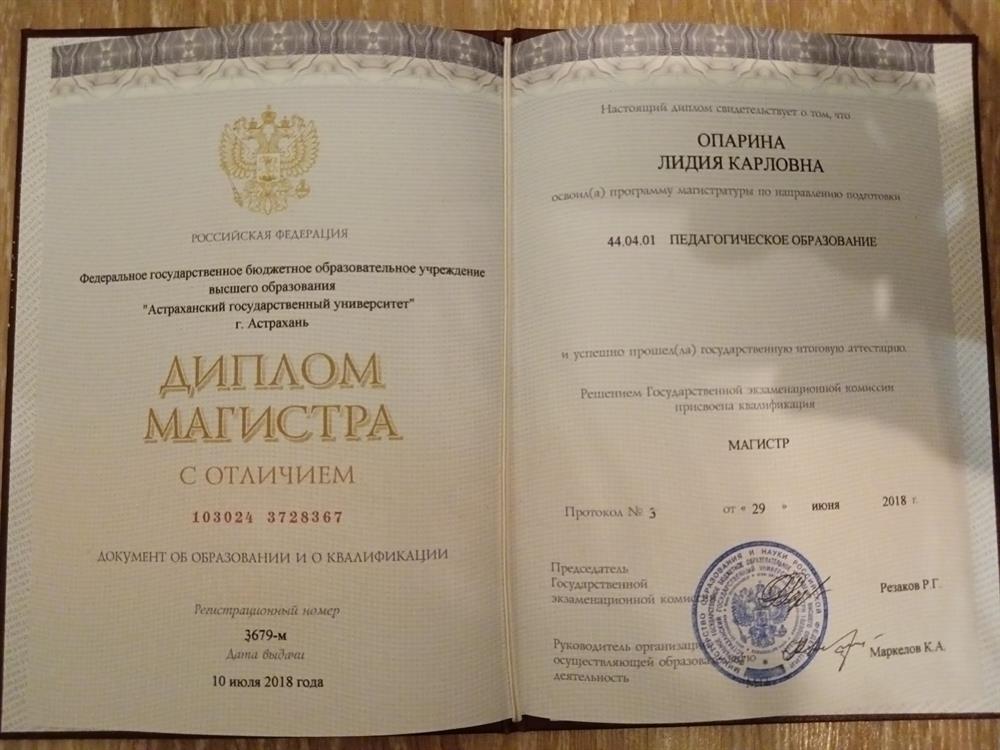 РОССИЙСКАЯ ФЕДЕРАЦИЯ
Федеральное государственное бюджетное образовательное учреждение
высшего образования
"Астраханский государственный университет"
г. Астрахань
ДИПЛОМ
МАГИСТРА
С ОТЛИЧИЕМ
103024 3728367
ДОКУМЕНТ ОБ ОБРАЗОВАНИИ И О КВАЛИФИКАЦИИ
Регистрационный номер
3679-м
Дата выдачи
10 июля 2018 года
Настоящий диплом свидетельствует о том, что
ОПАРИНА
ЛИДИЯ КАРЛОВНА
освоил(а) программу магистратуры по направлению подготовки
44.04.01 ПЕДАГОГИЧЕСКОЕ ОБРАЗОВАНИЕ
и успешно прошел(ла) государственную итоговую аттестацию.
Решением Государственной экзаменационной комиссии
присвоена квалификация
МАГИСТР
Протокол № 3 от « 29 » июня 2018 г.
Председатель
Государственной
экзаменационной Резаков Р.Г.
Руководитель
осуществляющей Маркелов К.А.
деятельность